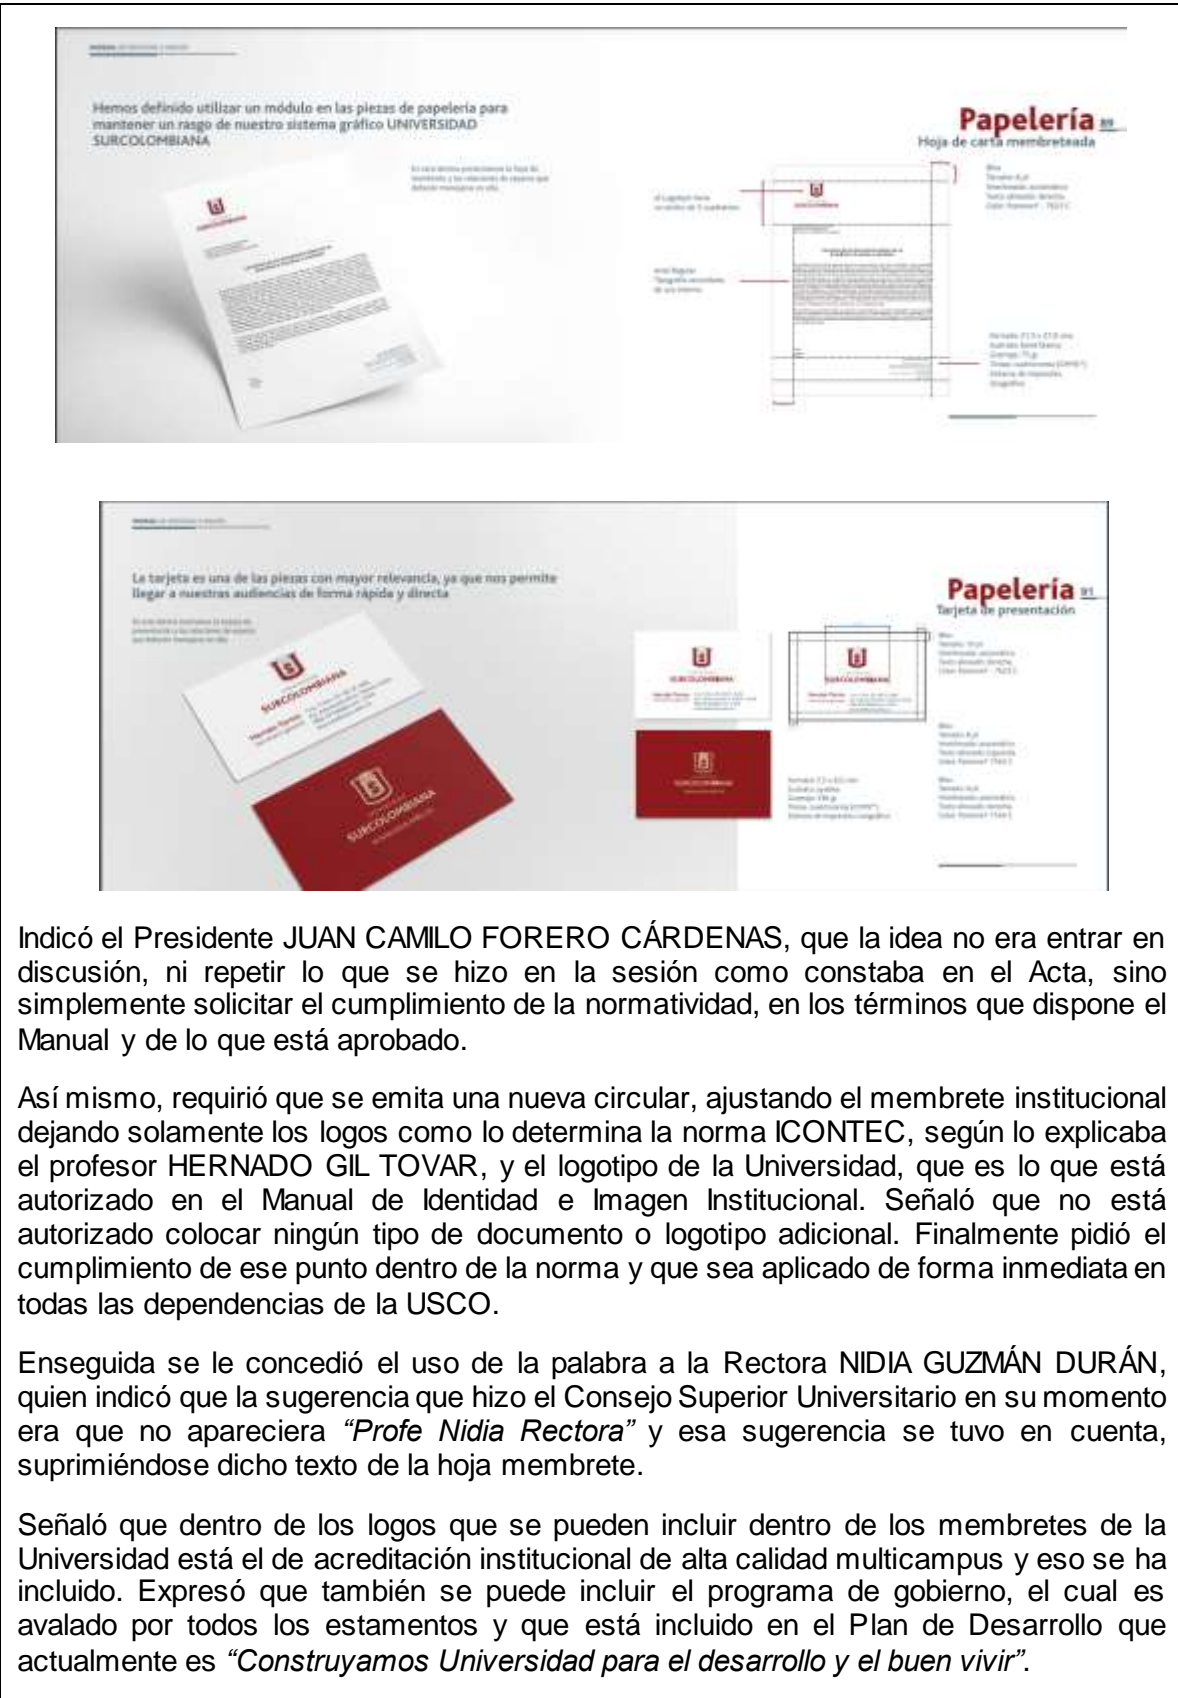 Hemos definido utilizar un módulo en las piezas de papelería para
mantener un rasgo de nuestro sistema gráfico UNIVERSIDAD
SURCOLOMBIANA
Papelería 89
Hoja de carta membreteada
SURCOLOMBIANA
La tarjeta es una de las piezas con mayor relevancia, ya que nos permite
llegar a nuestras audiencias de forma rápida y directa
Papelería 91
Tarjeta de presentación
SURCOLOMBIANA
SURCOLOMBIANA
SURCOLOMBIANA
Indicó el Presidente JUAN CAMILO FORERO CÁRDENAS, que la idea no era entrar en
discusión, ni repetir lo que se hizo en la sesión como constaba en el Acta, sino
simplemente solicitar el cumplimiento de la normatividad, en los términos que dispone el
Manual y de lo que está aprobado.
Así mismo, requirió que se emita una nueva circular, ajustando el membrete institucional
dejando solamente los logos como lo determina la norma ICONTEC, según lo explicaba
el profesor HERNADO GIL TOVAR, y el logotipo de la Universidad, que es lo que está
autorizado en el Manual de Identidad e Imagen Institucional. Señaló que no está
autorizado colocar ningún tipo de documento o logotipo adicional. Finalmente pidió el
cumplimiento de ese punto dentro de la norma y que sea aplicado de forma inmediata en
todas las dependencias de la USCO.
Enseguida se le concedió el uso de la palabra a la Rectora NIDIA GUZMÁN DURÁN,
quien indicó que la sugerencia que hizo el Consejo Superior Universitario en su momento
era que no apareciera “Profe Nidia Rectora” y esa sugerencia se tuvo en cuenta,
suprimiéndose dicho texto de la hoja membrete.
Señaló que dentro de los logos que se pueden incluir dentro de los membretes de la
Universidad está el de acreditación institucional de alta calidad multicampus y eso se ha
incluido. Expresó que también se puede incluir el programa de gobierno, el cual es
avalado por todos los estamentos y que está incluido en el Plan de Desarrollo que
actualmente es “Construyamos Universidad para el desarrollo y el buen vivir”.